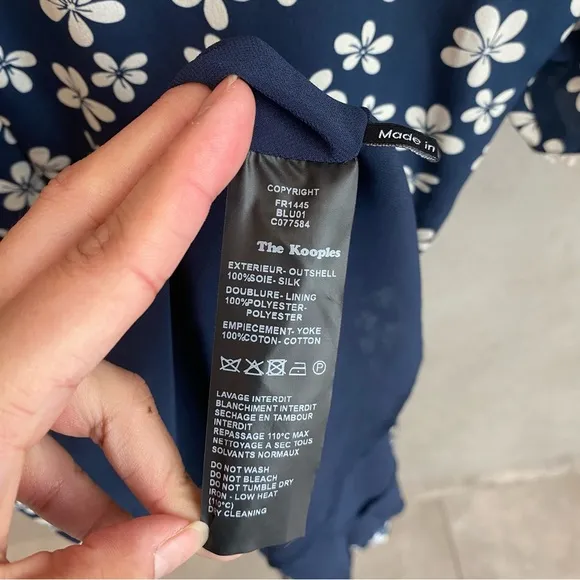 Made in
COPYRIGHT
FR1445
BLU01
C077584
The Kooples
EXTERIEUR- OUTSHELL
100%SOIE- SILK
DOUBLURE- LINING
100%POLYESTER-
POLYESTER
EMPIECEMENT- YOKE
100%COTON- COTTON
P
LAVAGE INTERDIT
BLANCHIMENT INTERDIT
SECHAGE EN TAMBOUR
INTERDIT
REPASSAGE 110°C MAX
NETTOYAGE A SEC TOUS
SOLVANTS NORMAUX
DO NOT WASH
DO NOT BLEACH
DO NOT TUMBLE DRY
IRON - LOW HEAT
(110°C)
DRY CLEANING